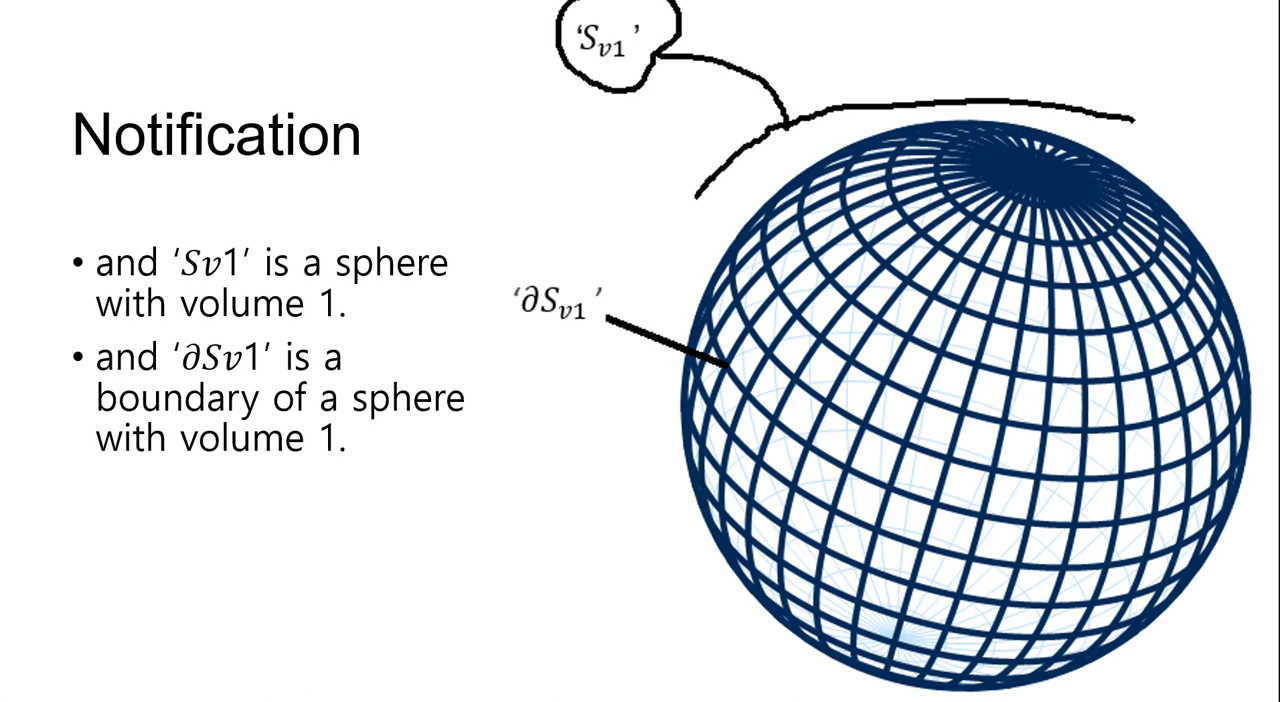 ‘𝑆𝑣1 ’
Notification
• and ‘𝑆𝑣1’ is a sphere
with volume 1.
‘∂𝑆𝑣1 ’
• and ‘∂𝑆𝑣1’ is a
boundary of a sphere
with volume 1.